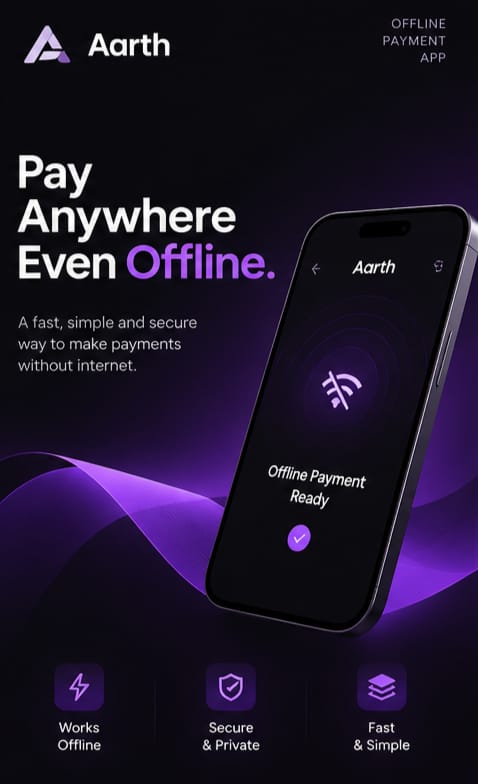 Aarth
OFFLINE
PAYMENT
APP
Pay
Anywhere
Even Offline.
A fast, simple and secure
way to make payments
without internet.
Aarth
Offline Payment
Ready
Works
Offline
Secure
& Private
Fast
& Simple